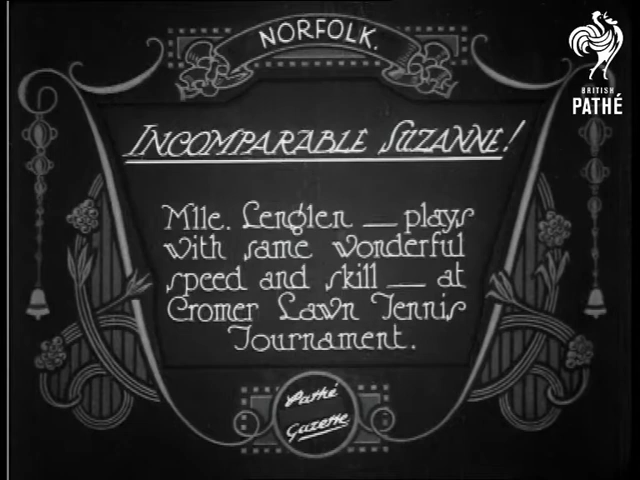 NORFOLK.
BRITISH
PATHÉ
INCOMPARABLE SUZANNE!
Mlle. Lenglen — plays
with same wonderful
speed and skill — at
Cromer Lawn Tennis
Tournament.
Pathé
Gazette